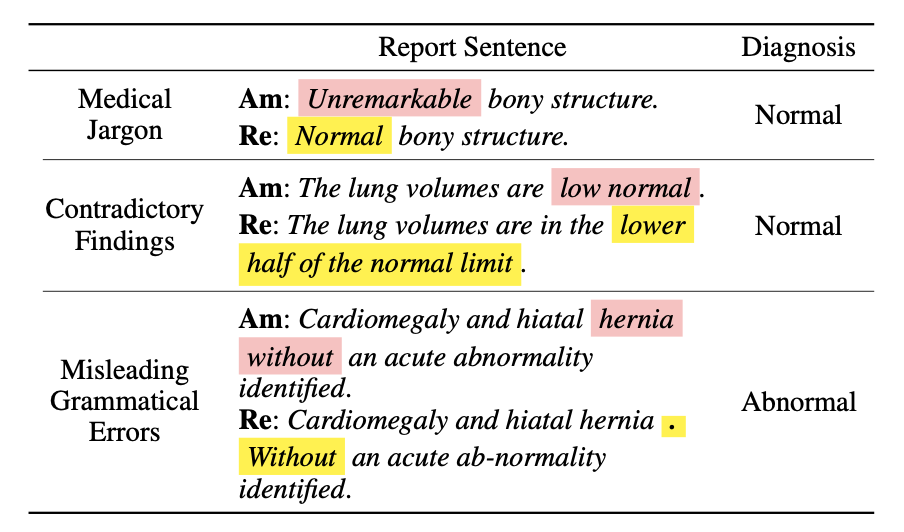 Report Sentence Diagnosis
Medical
Jargon
Am: Unremarkable bony structure.
Re: Normal bony structure.
Normal
Contradictory
Findings
Am: The lung volumes are low normal.
Re: The lung volumes are in the lower
half of the normal limit.
Normal
Misleading
Grammatical
Errors
Am: Cardiomegaly and hiatal hernia
without an acute abnormality
identified.
Re: Cardiomegaly and hiatal hernia .
Without an acute ab-normality
identified.
Abnormal